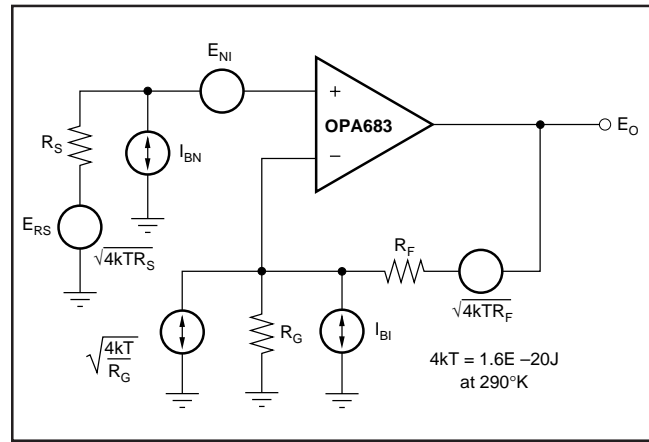 E_NI
+
OPA683
−
E_O
R_S
I_BN
E_RS
√4kTR_S
R_F
√4kTR_F
√4kT/R_G
R_G
I_BI
4kT = 1.6E –20J
at 290°K